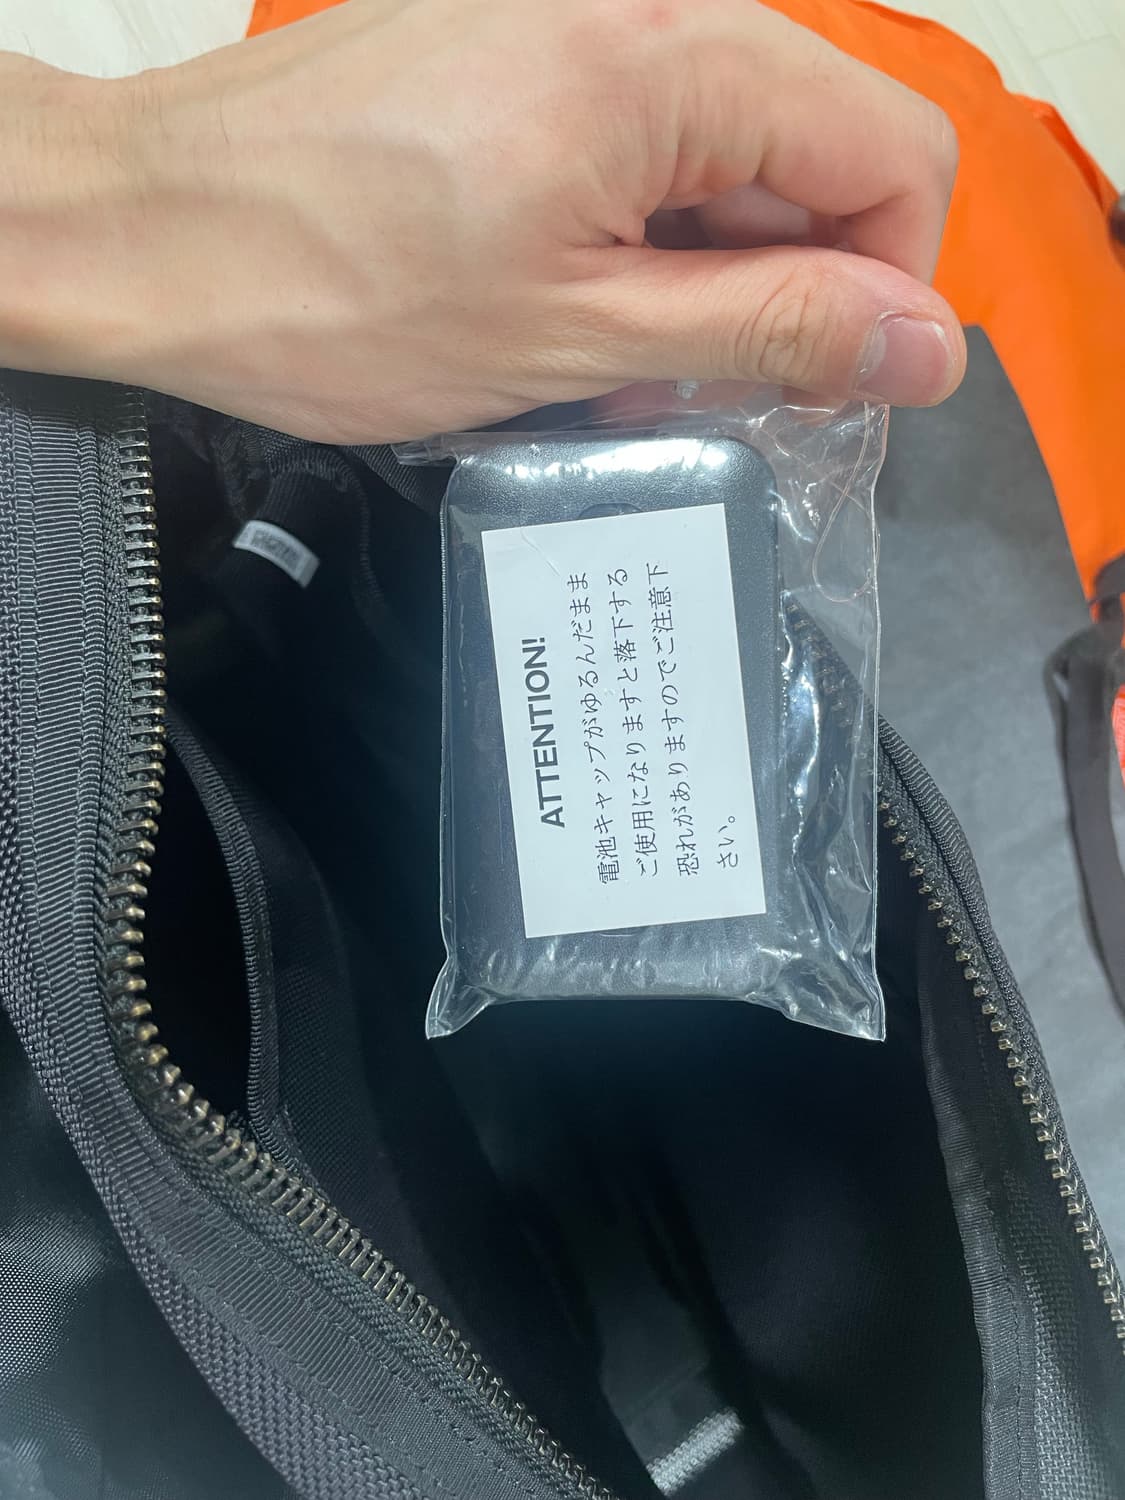 ATTENTION!
電池キャップがゆるんだまま
ご使用になりますと落下する
恐れがありますのでご注意下
さい。